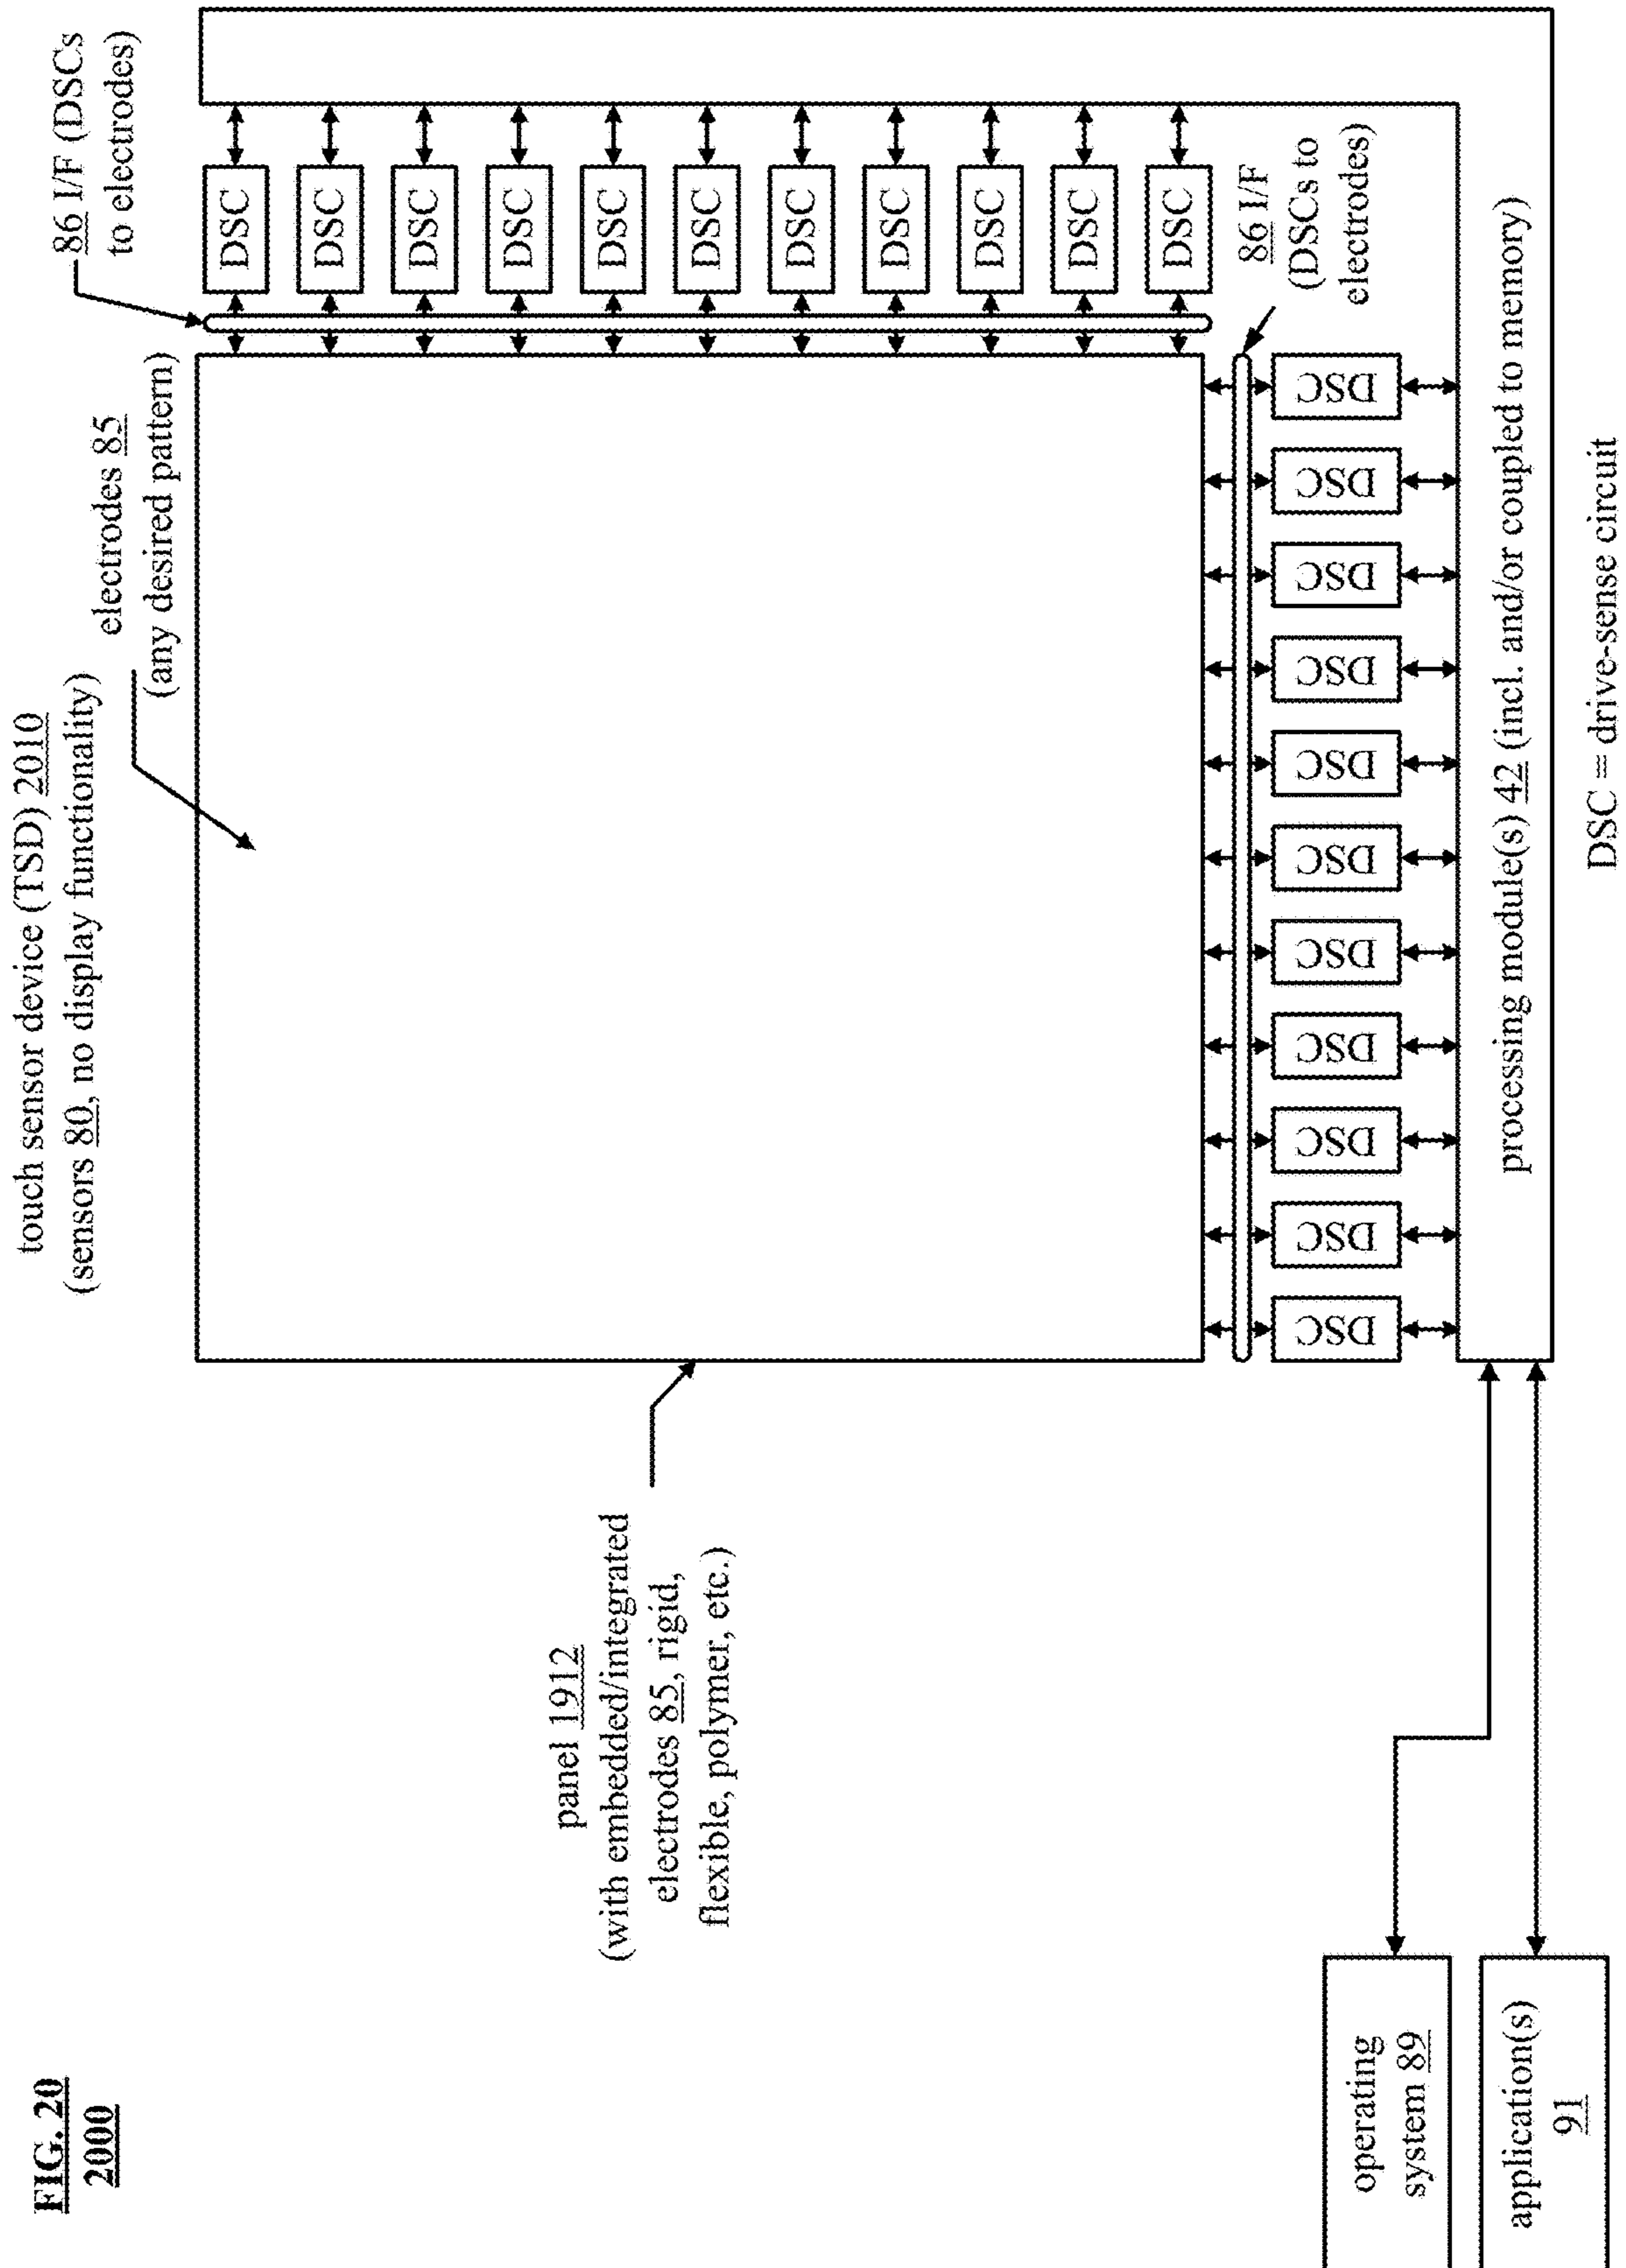 FIG. 20
2000
touch sensor device (TSD) 2010
(sensors 80, no display functionality)
electrodes 85
(any desired pattern)
86 I/F (DSCs
to electrodes)
panel 1912
(with embedded/integrated
electrodes 85, rigid,
flexible, polymer, etc.)
DSC
DSC
DSC
DSC
DSC
DSC
DSC
DSC
DSC
DSC
DSC
86 I/F
(DSCs to
electrodes)
DSC
DSC
DSC
DSC
DSC
DSC
DSC
DSC
DSC
DSC
DSC
operating
system 89
application(s)
91
processing module(s) 42 (incl. and/or coupled to memory)
DSC ≡ drive-sense circuit